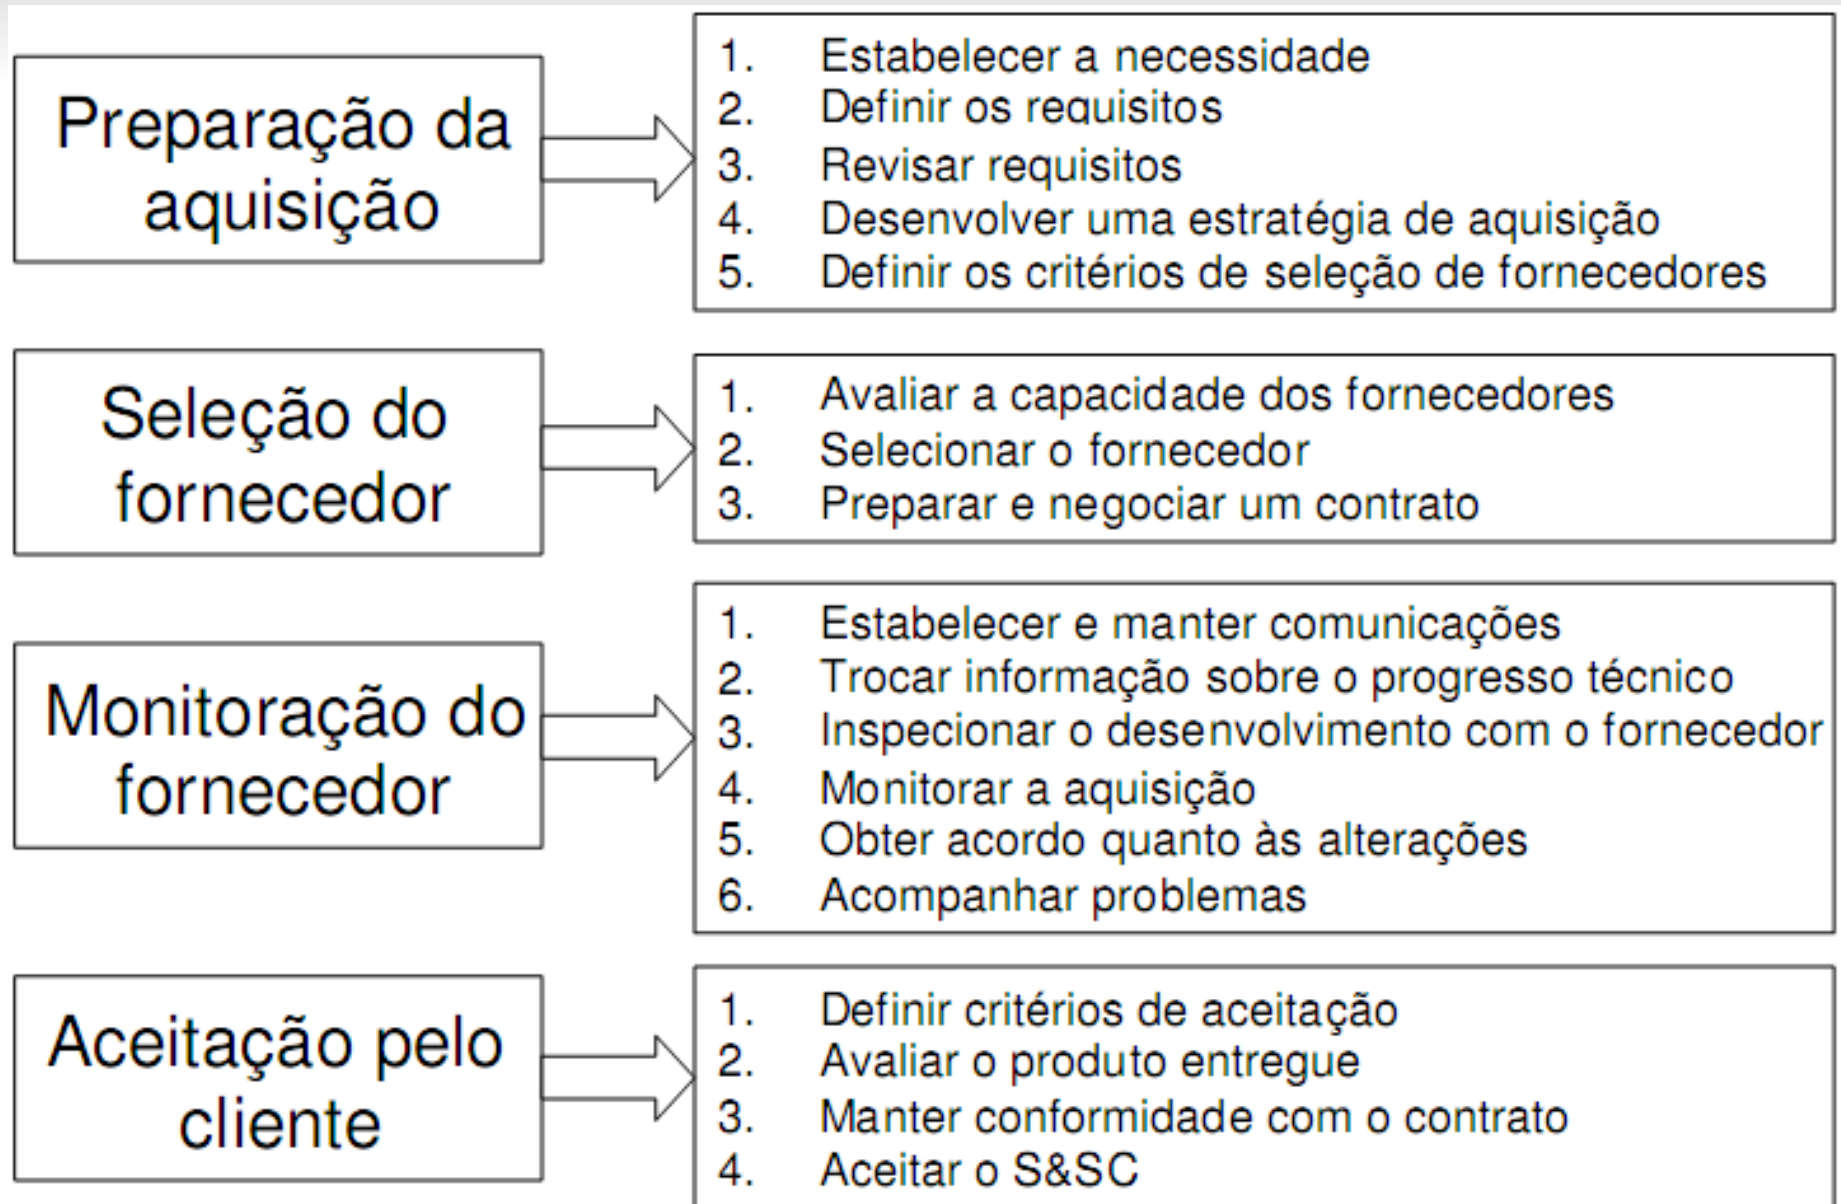 Preparação da
aquisição
1. Estabelecer a necessidade
2. Definir os requisitos
3. Revisar requisitos
4. Desenvolver uma estratégia de aquisição
5. Definir os critérios de seleção de fornecedores
Seleção do
fornecedor
1. Avaliar a capacidade dos fornecedores
2. Selecionar o fornecedor
3. Preparar e negociar um contrato
Monitoração do
fornecedor
1. Estabelecer e manter comunicações
2. Trocar informação sobre o progresso técnico
3. Inspecionar o desenvolvimento com o fornecedor
4. Monitorar a aquisição
5. Obter acordo quanto às alterações
6. Acompanhar problemas
Aceitação pelo
cliente
1. Definir critérios de aceitação
2. Avaliar o produto entregue
3. Manter conformidade com o contrato
4. Aceitar o S&SC